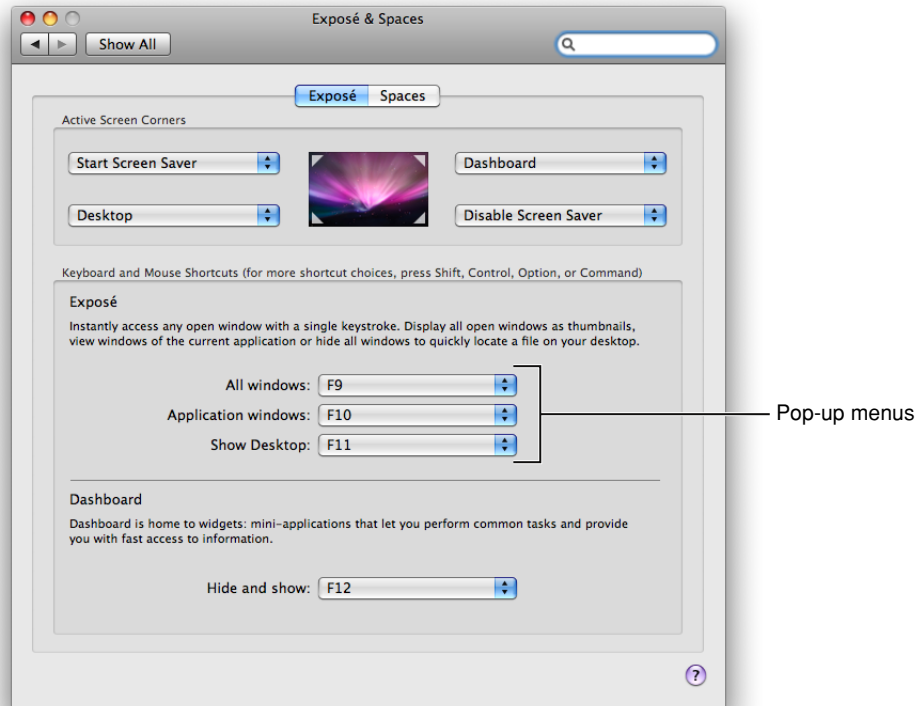 Exposé & Spaces
Show All
Exposé Spaces
Active Screen Corners
Start Screen Saver
Dashboard
Desktop
Disable Screen Saver
Keyboard and Mouse Shortcuts (for more shortcut choices, press Shift, Control, Option, or Command)
Exposé
Instantly access any open window with a single keystroke. Display all open windows as thumbnails,
view windows of the current application or hide all windows to quickly locate a file on your desktop.
All windows: F9
Application windows: F10
Pop-up menus
Show Desktop: F11
Dashboard
Dashboard is home to widgets: mini-applications that let you perform common tasks and provide
you with fast access to information.
Hide and show: F12
?